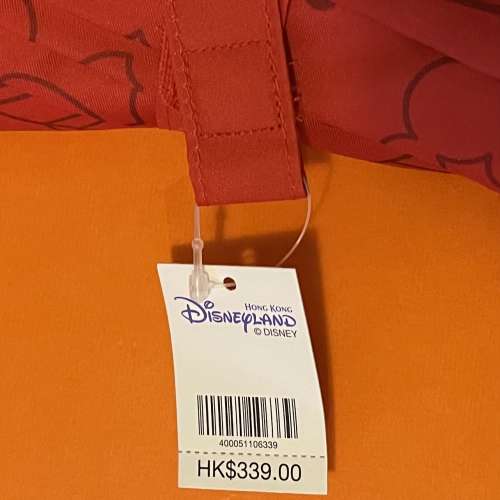 HONG KONG
DISNEYLAND
© DISNEY
400051106339
HK$339.00